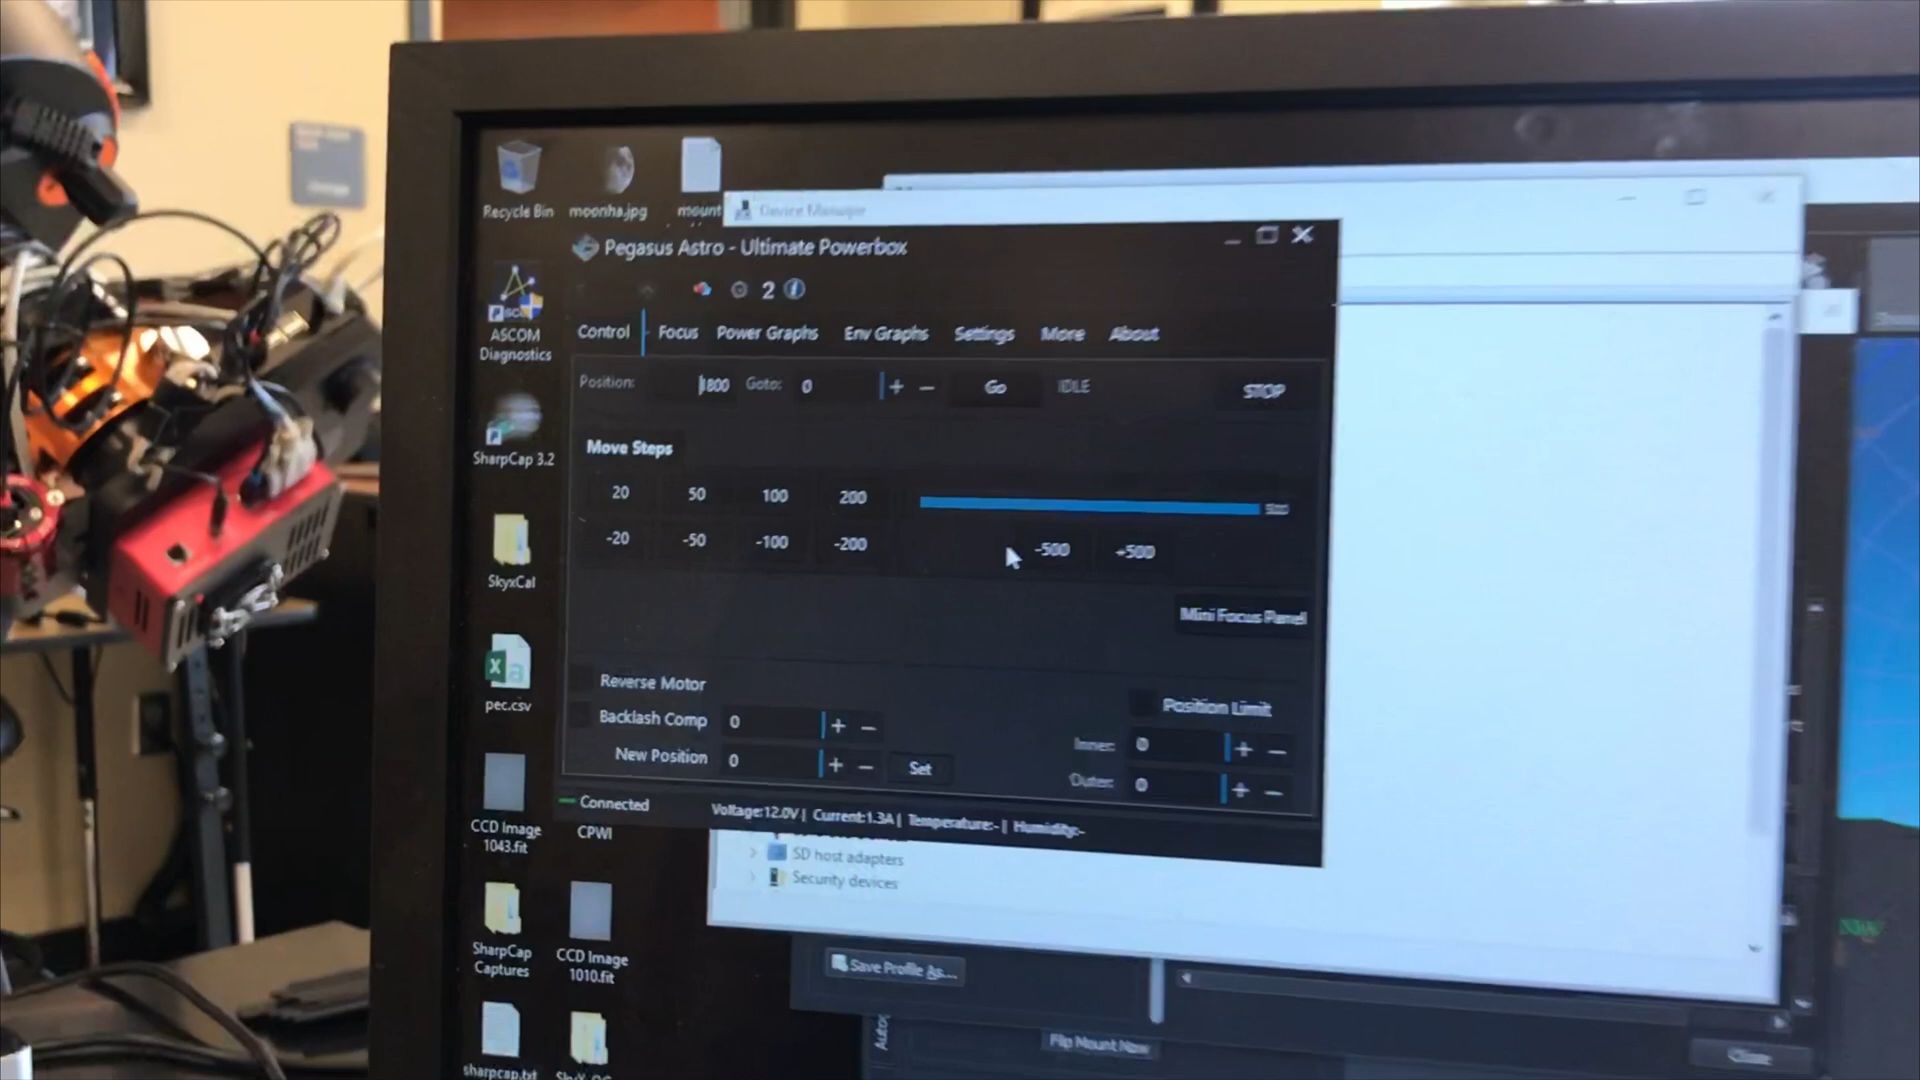 Recycle Bin
moonha.jpg
mount
Device Manager
Pegasus Astro - Ultimate Powerbox
2
Control Focus Power Graphs Env Graphs Settings More About
Position: 1800 Goto: 0 + - Go IDLE STOP
Move Steps
20 50 100 200 500
-20 -50 -100 -200 -500 +500
Mini Focus Panel
Reverse Motor
Position Limit
Backlash Comp 0 + -
Inner: 0 + -
New Position 0 + - Set
Outer: 0 + -
Connected Voltage:12.0V | Current:1.3A | Temperature:- | Humidity:-
ASCOM
Diagnostics
SharpCap 3.2
SkyxCal
pec.csv
CCD Image
1043.fit
CPWI
SharpCap
Captures
CCD Image
1010.fit
sharpcap.txt
SD host adapters
Security devices
Save Profile As...
Flip Mount Now
Close